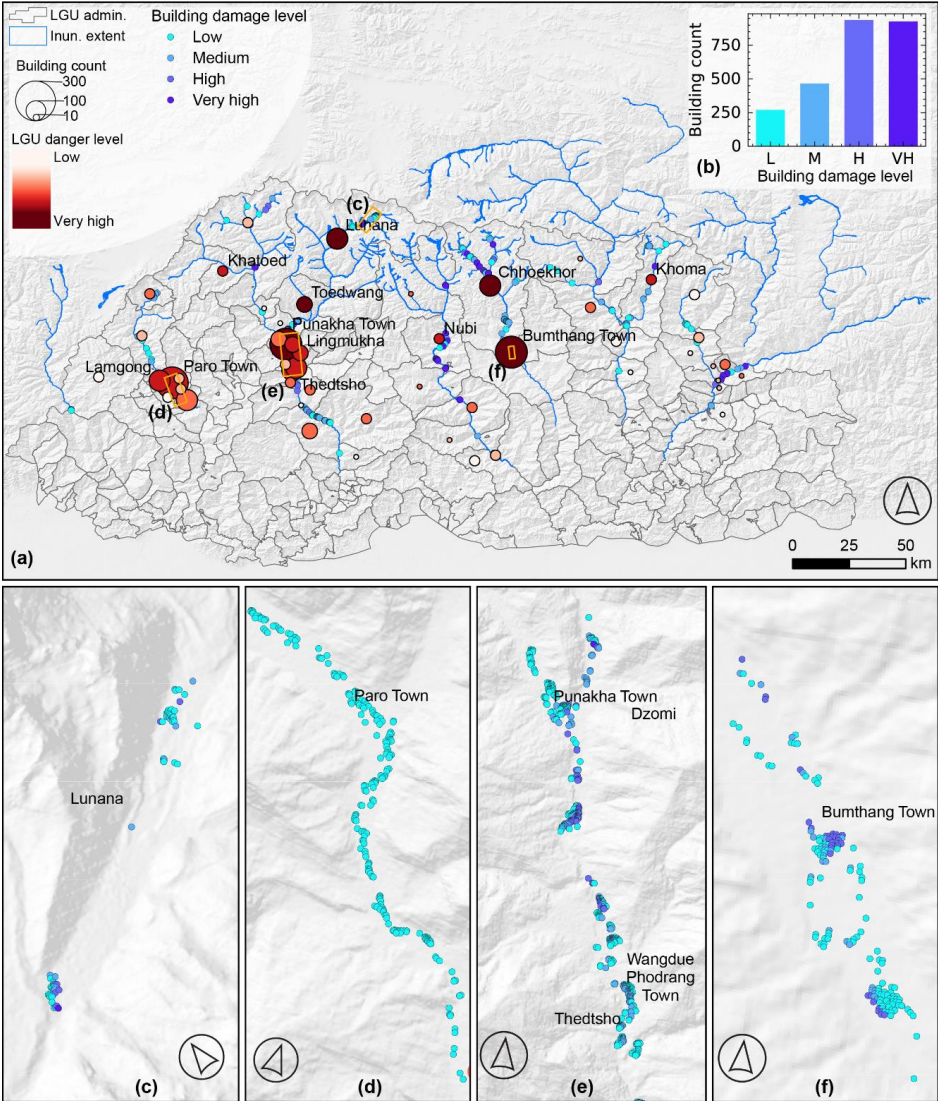 LGU admin.
Inun. extent
Building count
300
100
10
LGU danger level
Low
Very high
Building damage level
Low
Medium
High
Very high
Building count
750
500
250
0
L M H VH
Building damage level
(b)
(c)
Lunana
Khatoed
Chhoekhor
Khoma
Toedwang
Punakha Town
Nubi
Bumthang Town
Lingmukha
Lamgong
Paro Town
(f)
(e)
Thedtsho
(d)
(a)
0 25 50
km
Lunana
(c)
Paro Town
(d)
Punakha Town
Dzomi
Wangdue
Phodrang
Town
Thedtsho
(e)
Bumthang Town
(f)